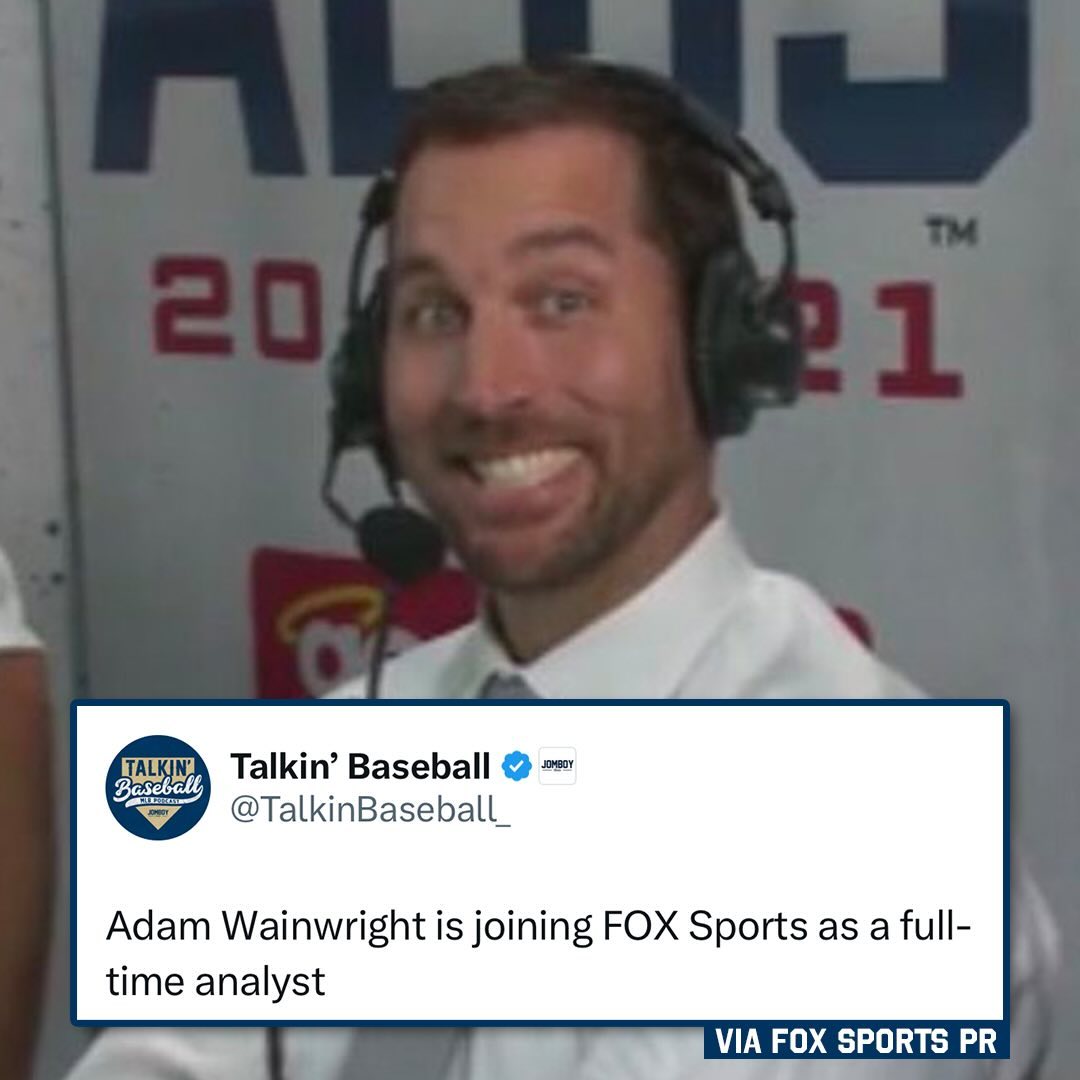 ALDS
TM
20 21
TALKIN'
Baseball
MLB PODCAST
JOMBOY
Talkin’ Baseball
JOMBOY
@TalkinBaseball_
Adam Wainwright is joining FOX Sports as a full-
time analyst
VIA FOX SPORTS PR